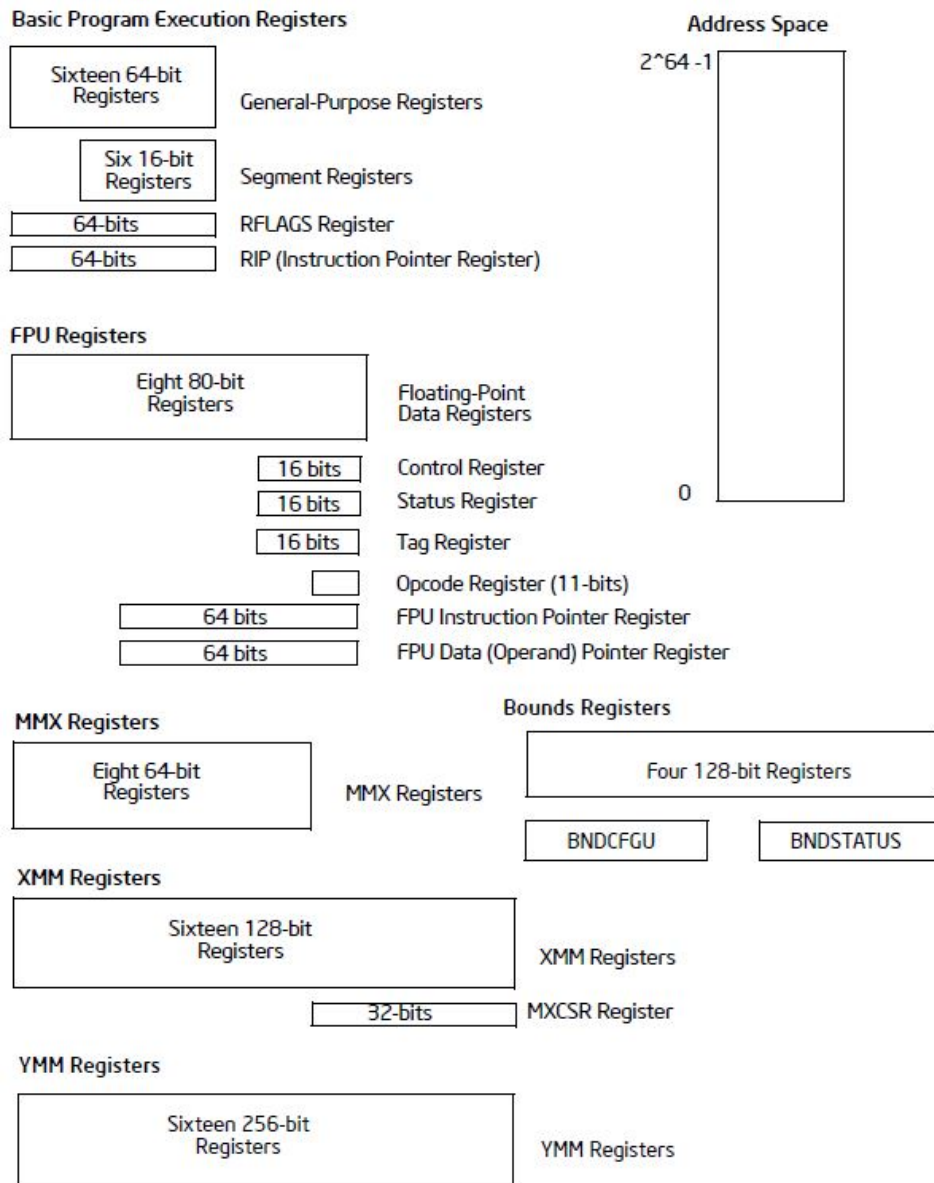 Basic Program Execution Registers
Address Space
2^64 -1
Sixteen 64-bit
Registers
General-Purpose Registers
Six 16-bit
Registers
Segment Registers
64-bits
RFLAGS Register
64-bits
RIP (Instruction Pointer Register)
FPU Registers
Eight 80-bit
Registers
Floating-Point
Data Registers
16 bits
Control Register
16 bits
Status Register
0
16 bits
Tag Register
Opcode Register (11-bits)
64 bits
FPU Instruction Pointer Register
64 bits
FPU Data (Operand) Pointer Register
MMX Registers
Eight 64-bit
Registers
MMX Registers
Bounds Registers
Four 128-bit Registers
BNDCFGU
BNDSTATUS
XMM Registers
Sixteen 128-bit
Registers
XMM Registers
32-bits
MXCSR Register
YMM Registers
Sixteen 256-bit
Registers
YMM Registers